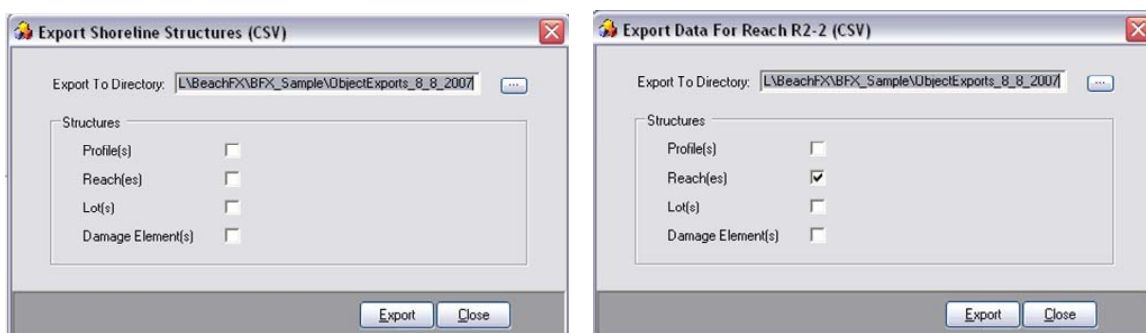 Export Shoreline Structures (CSV)
Export To Directory: L\BeachFX\BFX_Sample\ObjectExports_8_8_2007 ...
Structures
Profile(s)
Reach(es)
Lot(s)
Damage Element(s)
Export Close
Export Data For Reach R2-2 (CSV)
Export To Directory: L\BeachFX\BFX_Sample\ObjectExports_8_8_2007 ...
Structures
Profile(s)
Reach(es)
Lot(s)
Damage Element(s)
Export Close